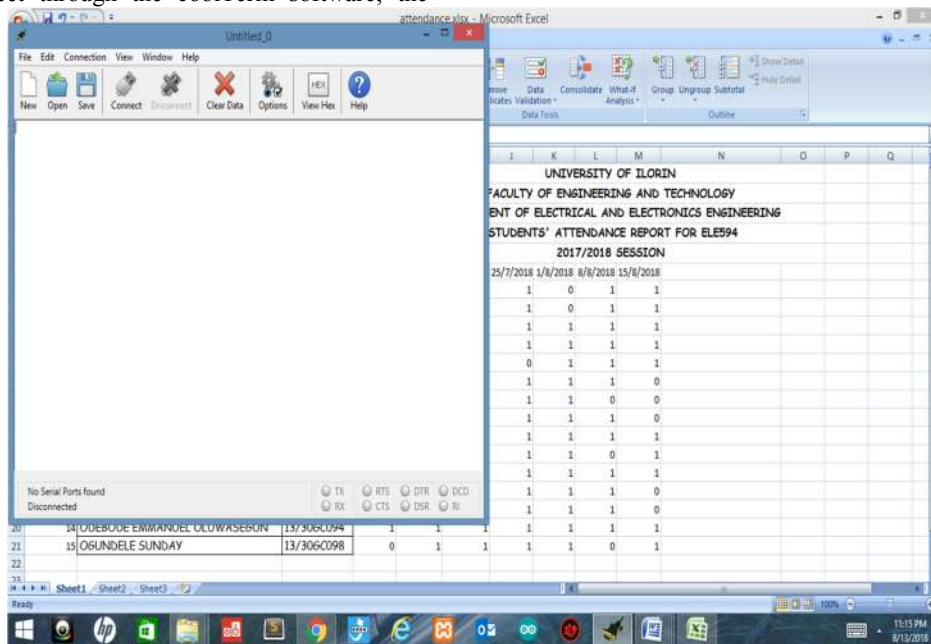 attendance.xlsx - Microsoft Excel
Untitled_0
File Edit Connection View Window Help
New Open Save Connect Disconnect Clear Data Options View Hex Help
HEX
Data Consolidate What-If Group Ungroup Subtotal
Validation Analysis
Show Detail
Hide Detail
Data Tools Outline
J K L M N O P Q
UNIVERSITY OF ILORIN
FACULTY OF ENGINEERING AND TECHNOLOGY
ENT OF ELECTRICAL AND ELECTRONICS ENGINEERING
STUDENTS' ATTENDANCE REPORT FOR ELE594
2017/2018 SESSION
25/7/2018 1/8/2018 8/8/2018 15/8/2018
1 0 1 1
1 0 1 1
1 1 1 1
1 1 1 1
0 1 1 1
1 1 1 0
1 1 0 0
1 1 1 0
1 1 1 1
1 1 0 1
1 1 1 1
1 1 1 0
1 1 1 0
No Serial Ports found
Disconnected
TX RTS DTR DCD
RX CTS DSR RI
20 14 ODEBODE EMMANUEL OLUWASEGUN 13/30GC094 1 1 1 1 1 1 1
21 15 OGUNDELE SUNDAY 13/30GC098 0 1 1 1 1 0 1
22
23
Sheet1 Sheet2 Sheet3
Ready
100%
11:15 PM
8/13/2018